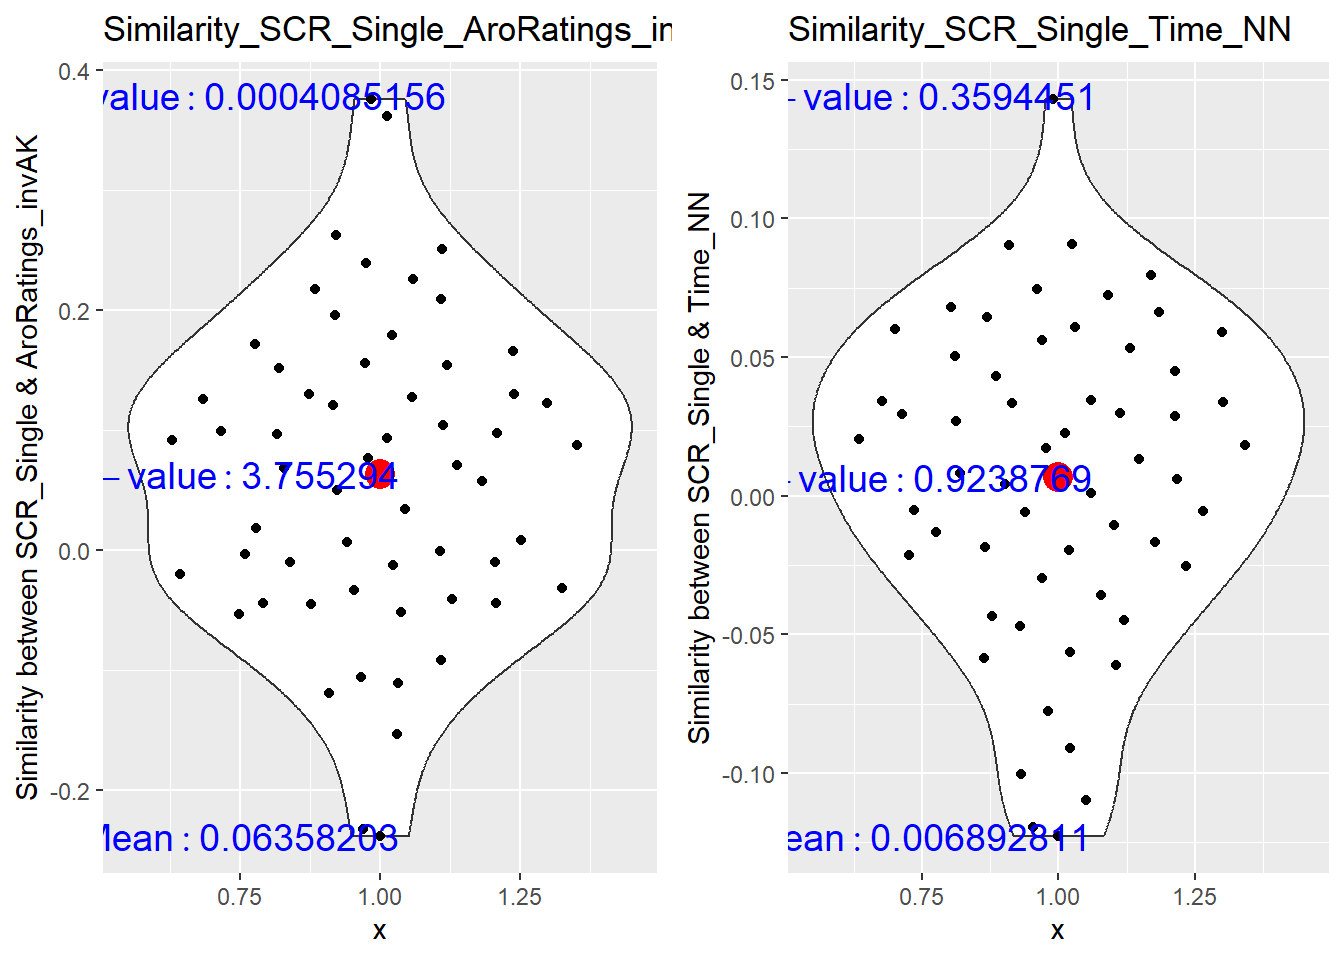 Similarity_SCR_Single_AroRatings_in
Similarity between SCR_Single & AroRatings_invAK
0.4
0.2
0.0
-0.2
value : 0.0004085156
– value : 3.755294
Mean : 0.06358203
0.75 1.00 1.25
x
Similarity_SCR_Single_Time_NN
Similarity between SCR_Single & Time_NN
0.15
0.10
0.05
0.00
-0.05
-0.10
– value : 0.3594451
- value : 0.9238769
ean : 0.006892811
0.75 1.00 1.25
x